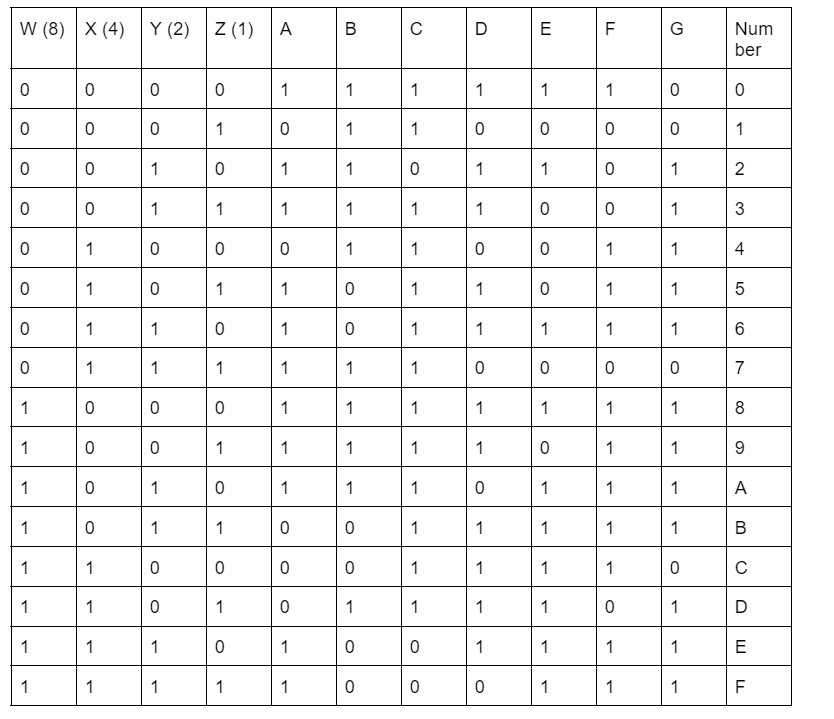 W (8) X (4) Y (2) Z (1) A B C D E F G Num
ber
0 0 0 0 1 1 1 1 1 1 0 0
0 0 0 1 0 1 1 0 0 0 0 1
0 0 1 0 1 1 0 1 1 0 1 2
0 0 1 1 1 1 1 1 0 0 1 3
0 1 0 0 0 1 1 0 0 1 1 4
0 1 0 1 1 0 1 1 0 1 1 5
0 1 1 0 1 0 1 1 1 1 1 6
0 1 1 1 1 1 1 0 0 0 0 7
1 0 0 0 1 1 1 1 1 1 1 8
1 0 0 1 1 1 1 1 0 1 1 9
1 0 1 0 1 1 1 0 1 1 1 A
1 0 1 1 0 0 1 1 1 1 1 B
1 1 0 0 0 0 1 1 1 1 0 C
1 1 0 1 0 1 1 1 1 0 1 D
1 1 1 0 1 0 0 1 1 1 1 E
1 1 1 1 1 0 0 0 1 1 1 F